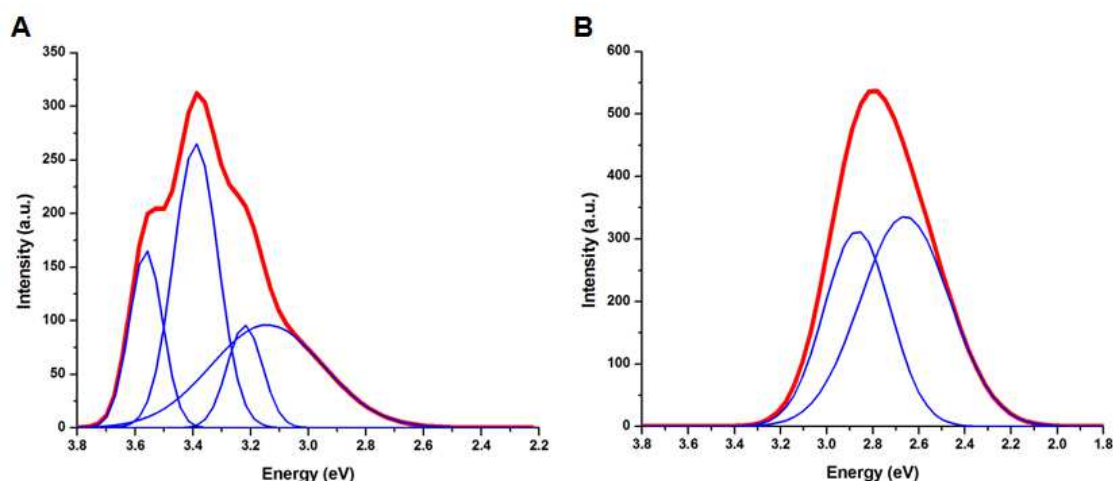 A
350
300
250
200
150
100
50
0
Intensity (a.u.)
3.8 3.6 3.4 3.2 3.0 2.8 2.6 2.4 2.2
Energy (eV)
B
600
500
400
300
200
100
0
Intensity (a.u.)
3.8 3.6 3.4 3.2 3.0 2.8 2.6 2.4 2.2 2.0 1.8
Energy (eV)